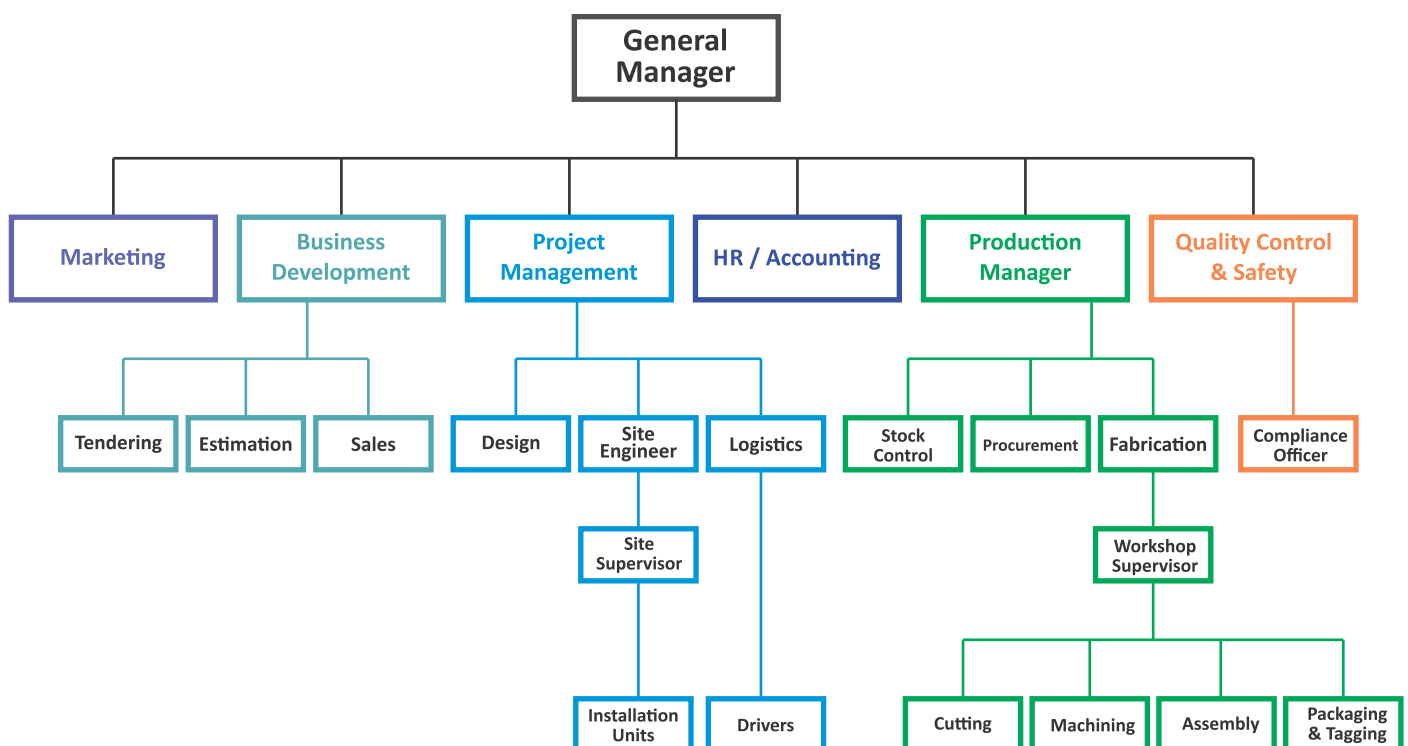 General
Manager
Marketing
Business
Development
Project
Management
HR / Accounting
Production
Manager
Quality Control
& Safety
Tendering
Estimation
Sales
Design
Site
Engineer
Logistics
Stock
Control
Procurement
Fabrication
Compliance
Officer
Site
Supervisor
Workshop
Supervisor
Installation
Units
Drivers
Cutting
Machining
Assembly
Packaging
& Tagging